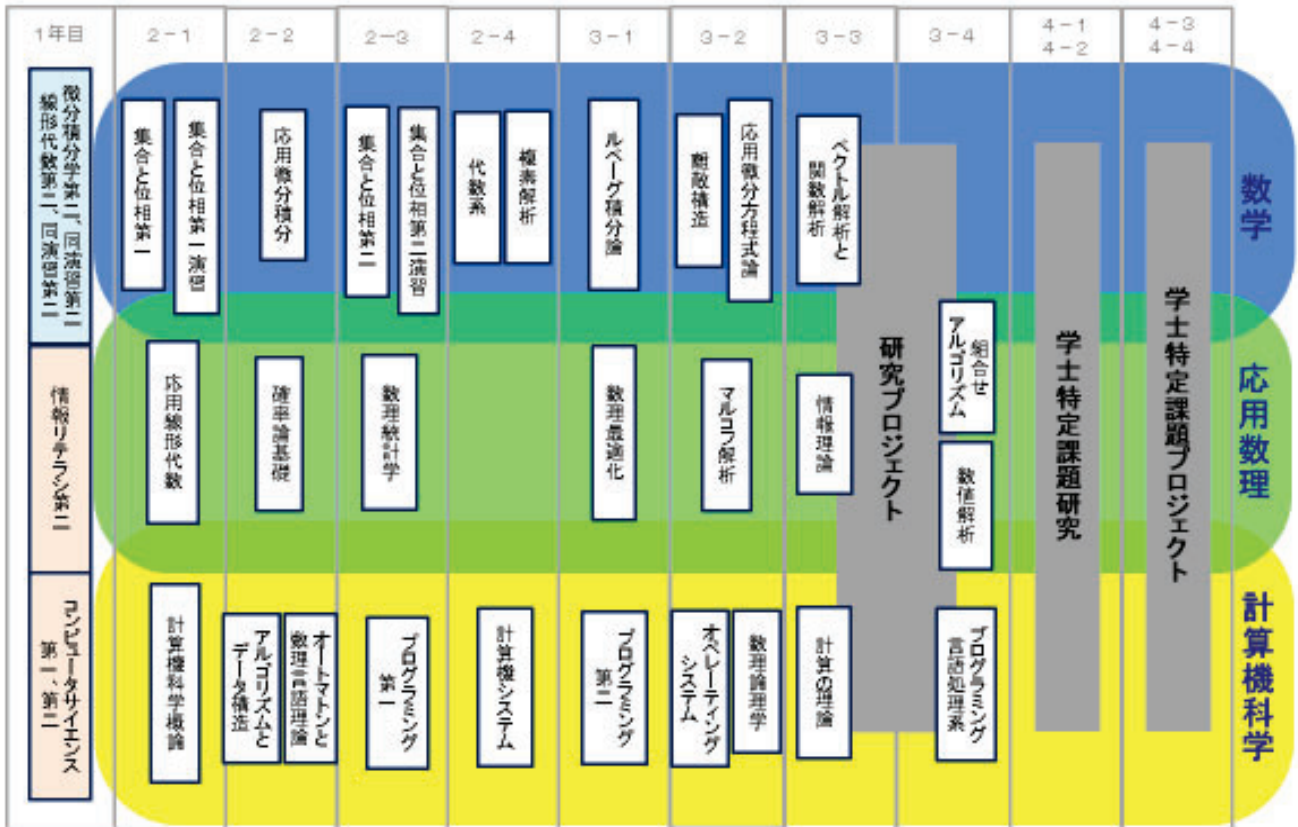 1年目
2-1
2-2
2-3
2-4
3-1
3-2
3-3
3-4
4-1
4-2
4-3
4-4
微分積分学第二、同演習第二
線形代数第二、同演習第二
集合と位相第一
集合と位相第一演習
応用微分積分
集合と位相第二
集合と位相第二演習
代数系
複素解析
ルベーグ積分論
離散構造
応用微分方程式論
ベクトル解析と
関数解析
数学
情報リテラシ第二
応用線形代数
確率論基礎
数理統計学
数理最適化
マルコフ解析
情報理論
研究プロジェクト
組合せ
アルゴリズム
数値解析
学士特定課題研究
学士特定課題プロジェクト
応用数理
コンピュータサイエンス
第一、第二
計算機科学概論
アルゴリズムと
データ構造
オートマトンと
数理言語理論
プログラミング
第一
計算機システム
プログラミング
第二
オペレーティング
システム
数理論理学
計算の理論
プログラミング
言語処理系
計算機科学